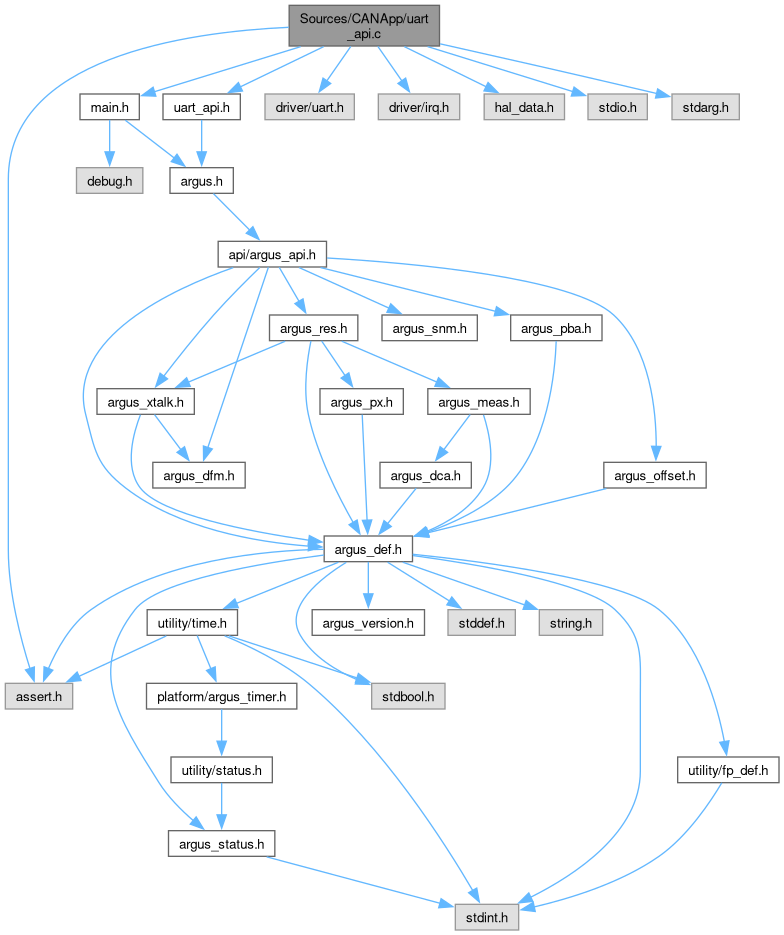 Sources/CANApp/uart
_api.c
main.h
uart_api.h
driver/uart.h
driver/irq.h
hal_data.h
stdio.h
stdarg.h
debug.h
argus.h
api/argus_api.h
argus_res.h
argus_snm.h
argus_pba.h
argus_xtalk.h
argus_px.h
argus_meas.h
argus_dfm.h
argus_dca.h
argus_offset.h
argus_def.h
utility/time.h
argus_version.h
stddef.h
string.h
assert.h
platform/argus_timer.h
stdbool.h
utility/status.h
utility/fp_def.h
argus_status.h
stdint.h